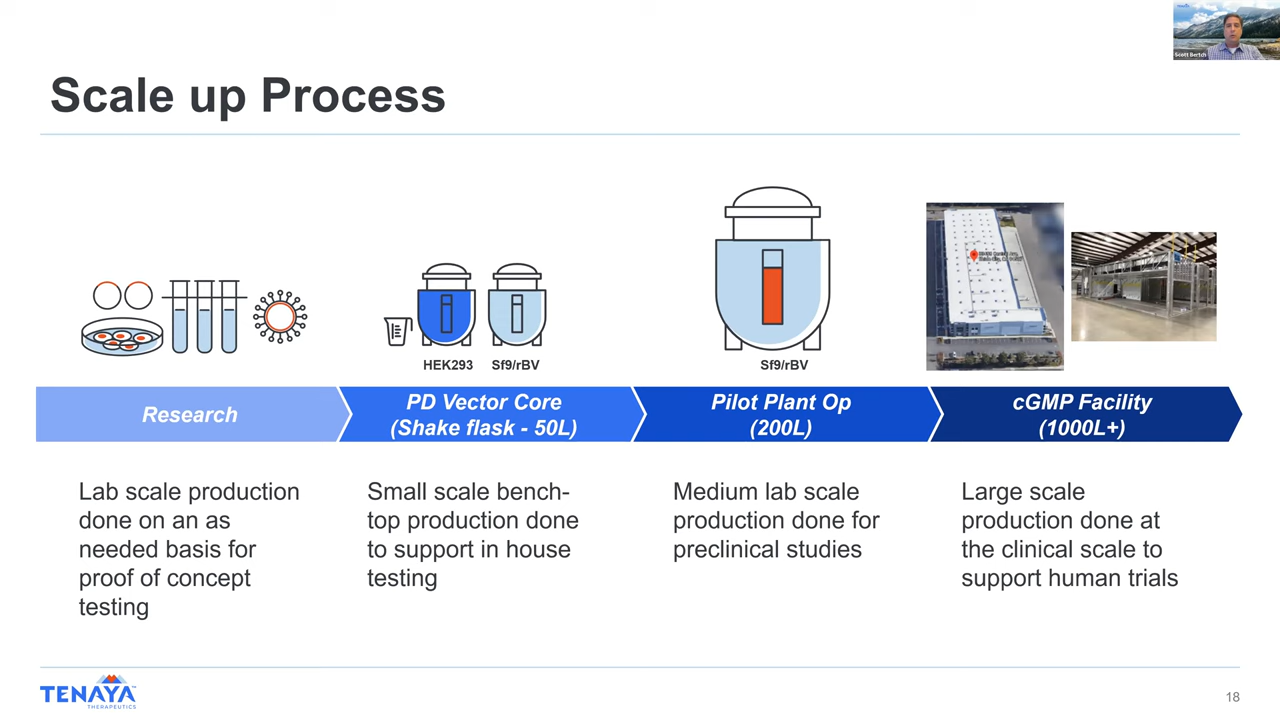 Scott Bertch
Scale up Process
HEK293
Sf9/rBV
Sf9/rBV
Research
PD Vector Core
(Shake flask - 50L)
Pilot Plant Op
(200L)
cGMP Facility
(1000L+)
Lab scale production
done on an as
needed basis for
proof of concept
testing
Small scale bench-
top production done
to support in house
testing
Medium lab scale
production done for
preclinical studies
Large scale
production done at
the clinical scale to
support human trials
TENAYA
THERAPEUTICS
18